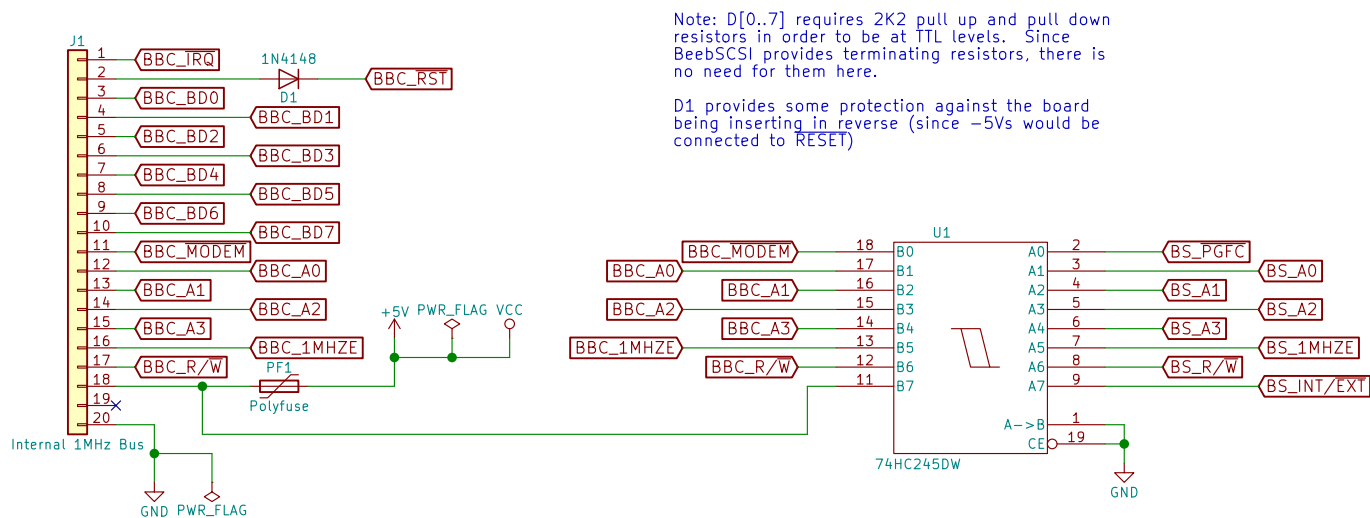 Note: D[0..7] requires 2K2 pull up and pull down
resistors in order to be at TTL levels.  Since
BeebSCSI provides terminating resistors, there is
no need for them here.
D1 provides some protection against the board
being inserting in reverse (since -5Vs would be
connected to RESET)
J1
1 BBC_IRQ
2 1N4148 D1 BBC_RST
3 BBC_BD0
4 BBC_BD1
5 BBC_BD2
6 BBC_BD3
7 BBC_BD4
8 BBC_BD5
9 BBC_BD6
10 BBC_BD7
11 BBC_MODEM
12 BBC_A0
13 BBC_A1
14 BBC_A2
15 BBC_A3
16 BBC_1MHZE
17 BBC_R/W
18 PF1
Polyfuse
19
20
Internal 1MHz Bus
GND PWR_FLAG
+5V PWR_FLAG VCC
U1
BBC_MODEM 18 B0 A0 2 BS_PGFC
BBC_A0 17 B1 A1 3 BS_A0
BBC_A1 16 B2 A2 4 BS_A1
BBC_A2 15 B3 A3 5 BS_A2
BBC_A3 14 B4 A4 6 BS_A3
BBC_1MHZE 13 B5 A5 7 BS_1MHZE
BBC_R/W 12 B6 A6 8 BS_R/W
11 B7 A7 9 BS_INT/EXT
A->B 1
CE 19
74HC245DW
GND